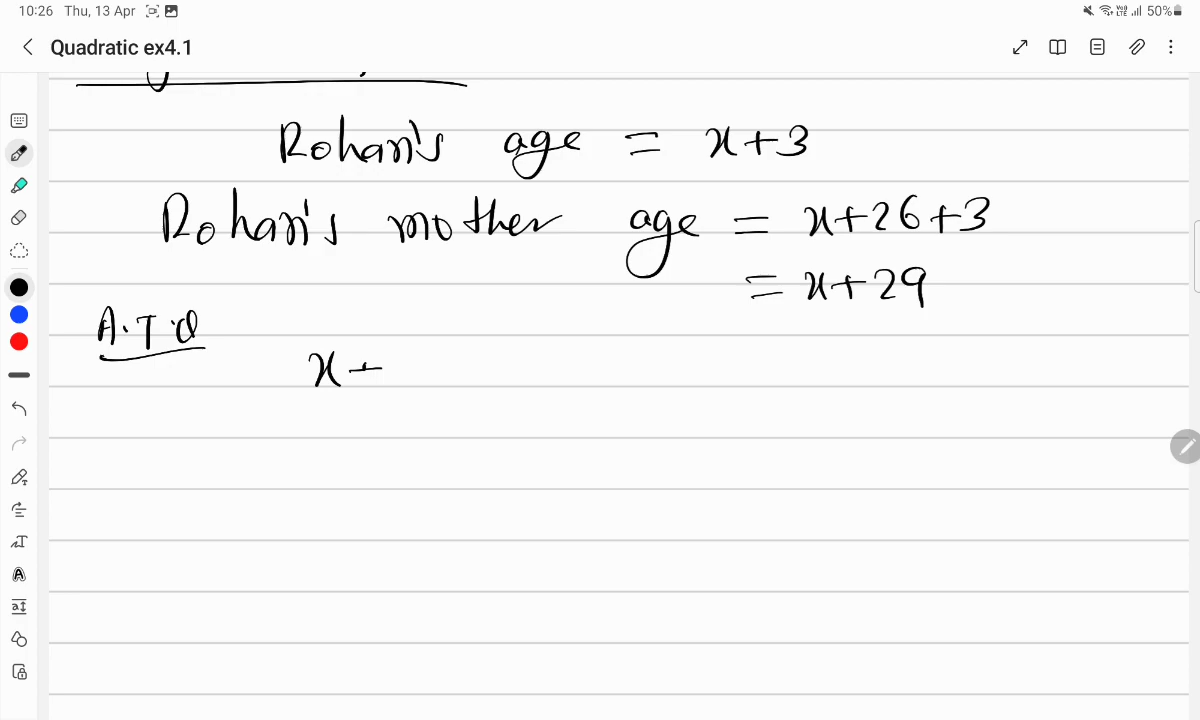 10:26 Thu, 13 Apr 50%
Quadratic ex4.1
Rohan's age = x+3
Rohan's mother age = x+26+3
= x+29
A.T.Q
x+